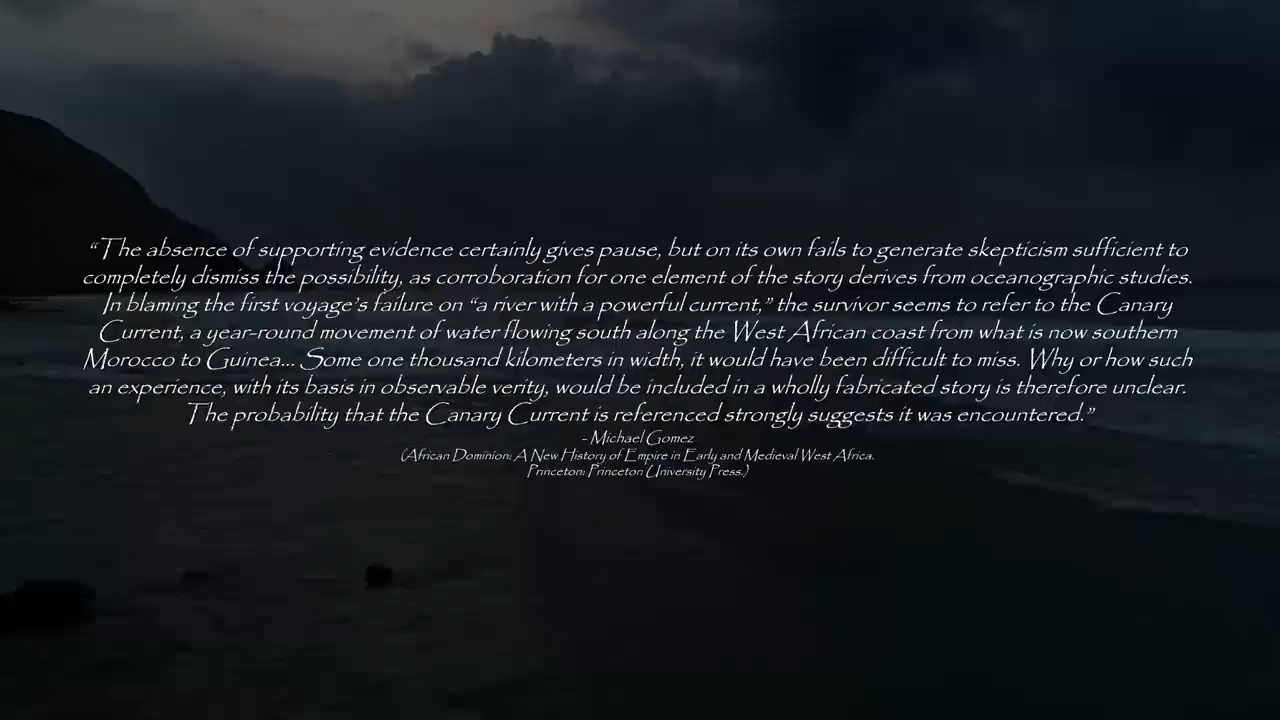 “The absence of supporting evidence certainly gives pause, but on its own fails to generate skepticism sufficient to
completely dismiss the possibility, as corroboration for one element of the story derives from oceanographic studies.
In blaming the first voyage’s failure on “a river with a powerful current,” the survivor seems to refer to the Canary
Current, a year-round movement of water flowing south along the West African coast from what is now southern
Morocco to Guinea... Some one thousand kilometers in width, it would have been difficult to miss. Why or how such
an experience, with its basis in observable verity, would be included in a wholly fabricated story is therefore unclear.
The probability that the Canary Current is referenced strongly suggests it was encountered.”
- Michael Gomez
(African Dominion: A New History of Empire in Early and Medieval West Africa.
Princeton: Princeton University Press.)